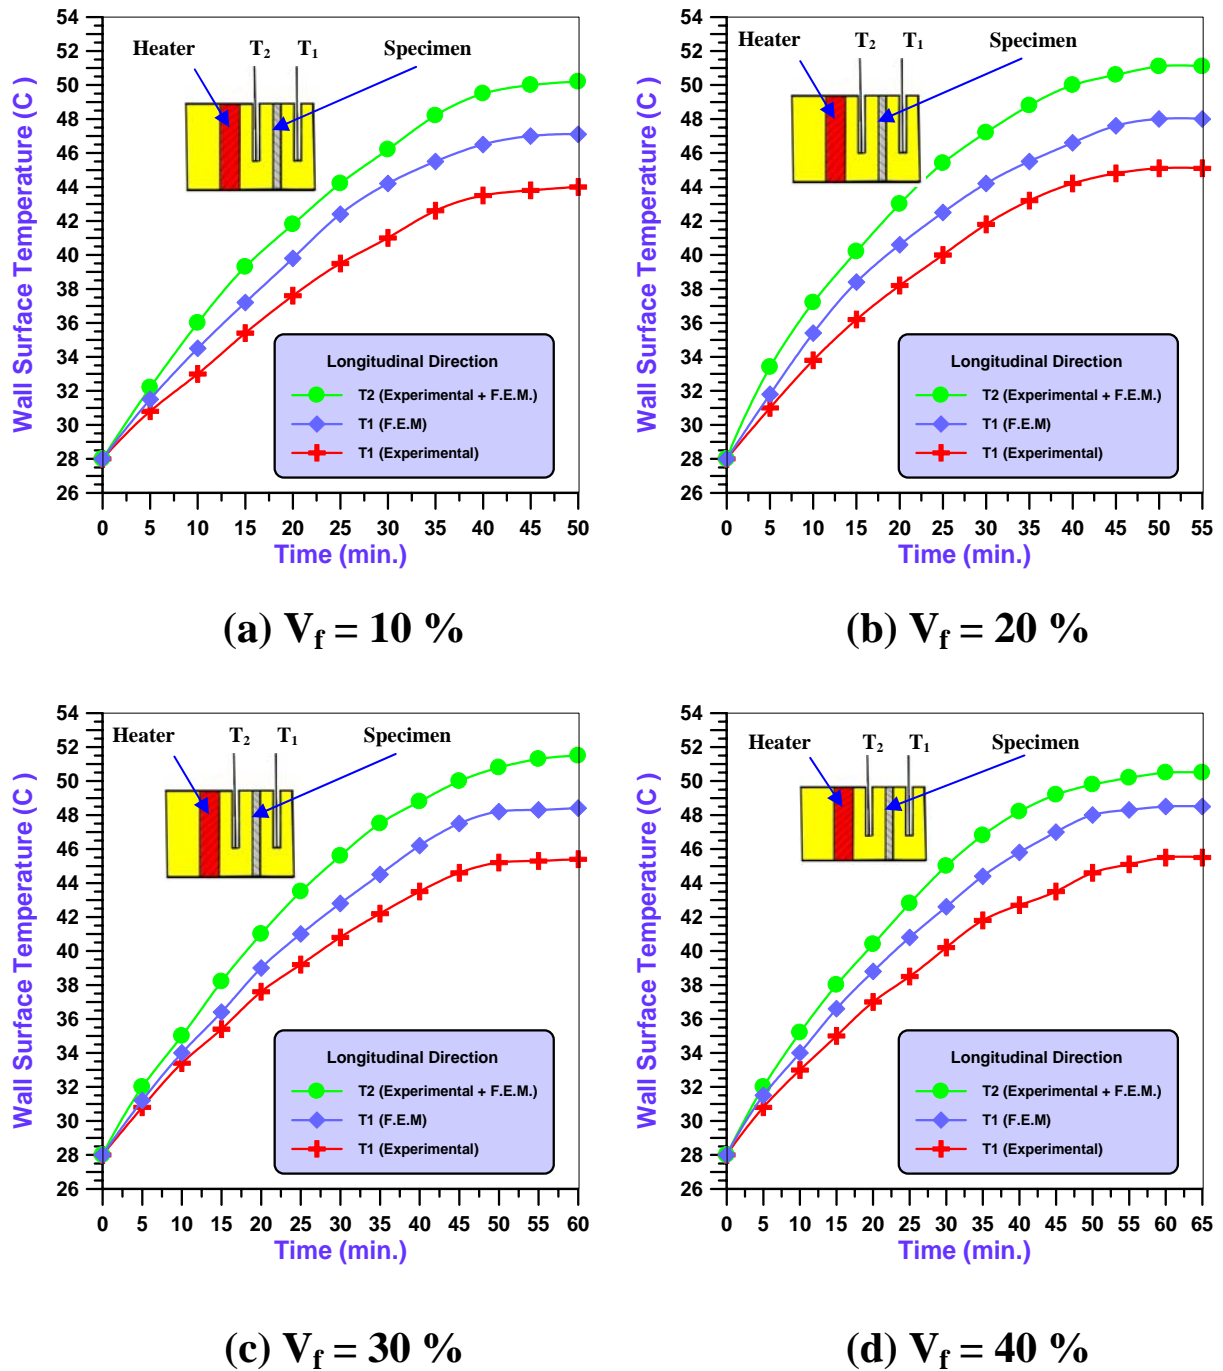 Heater T2 T1 Specimen
Wall Surface Temperature (C )
54
52
50
48
46
44
42
40
38
36
34
32
30
28
26
Longitudinal Direction
T2 (Experimental + F.E.M.)
T1 (F.E.M)
T1 (Experimental)
0 5 10 15 20 25 30 35 40 45 50
Time (min.)
(a) Vf = 10 %
Heater T2 T1 Specimen
Wall Surface Temperature (C )
54
52
50
48
46
44
42
40
38
36
34
32
30
28
26
Longitudinal Direction
T2 (Experimental + F.E.M.)
T1 (F.E.M)
T1 (Experimental)
0 5 10 15 20 25 30 35 40 45 50 55
Time (min.)
(b) Vf = 20 %
Heater T2 T1 Specimen
Wall Surface Temperature (C )
54
52
50
48
46
44
42
40
38
36
34
32
30
28
26
Longitudinal Direction
T2 (Experimental + F.E.M.)
T1 (F.E.M)
T1 (Experimental)
0 5 10 15 20 25 30 35 40 45 50 55 60
Time (min.)
(c) Vf = 30 %
Heater T2 T1 Specimen
Wall Surface Temperature (C )
54
52
50
48
46
44
42
40
38
36
34
32
30
28
26
Longitudinal Direction
T2 (Experimental + F.E.M.)
T1 (F.E.M)
T1 (Experimental)
0 5 10 15 20 25 30 35 40 45 50 55 60 65
Time (min.)
(d) Vf = 40 %